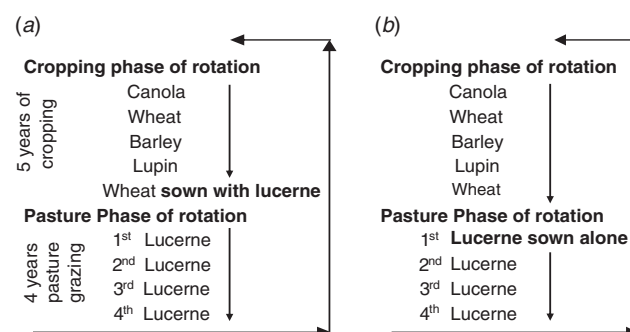 (a)
Cropping phase of rotation
5 years of
cropping
Canola
Wheat
Barley
Lupin
Wheat sown with lucerne
Pasture Phase of rotation
4 years
pasture
grazing
1st Lucerne
2nd Lucerne
3rd Lucerne
4th Lucerne
(b)
Cropping phase of rotation
Canola
Wheat
Barley
Lupin
Wheat
Pasture Phase of rotation
1st Lucerne sown alone
2nd Lucerne
3rd Lucerne
4th Lucerne